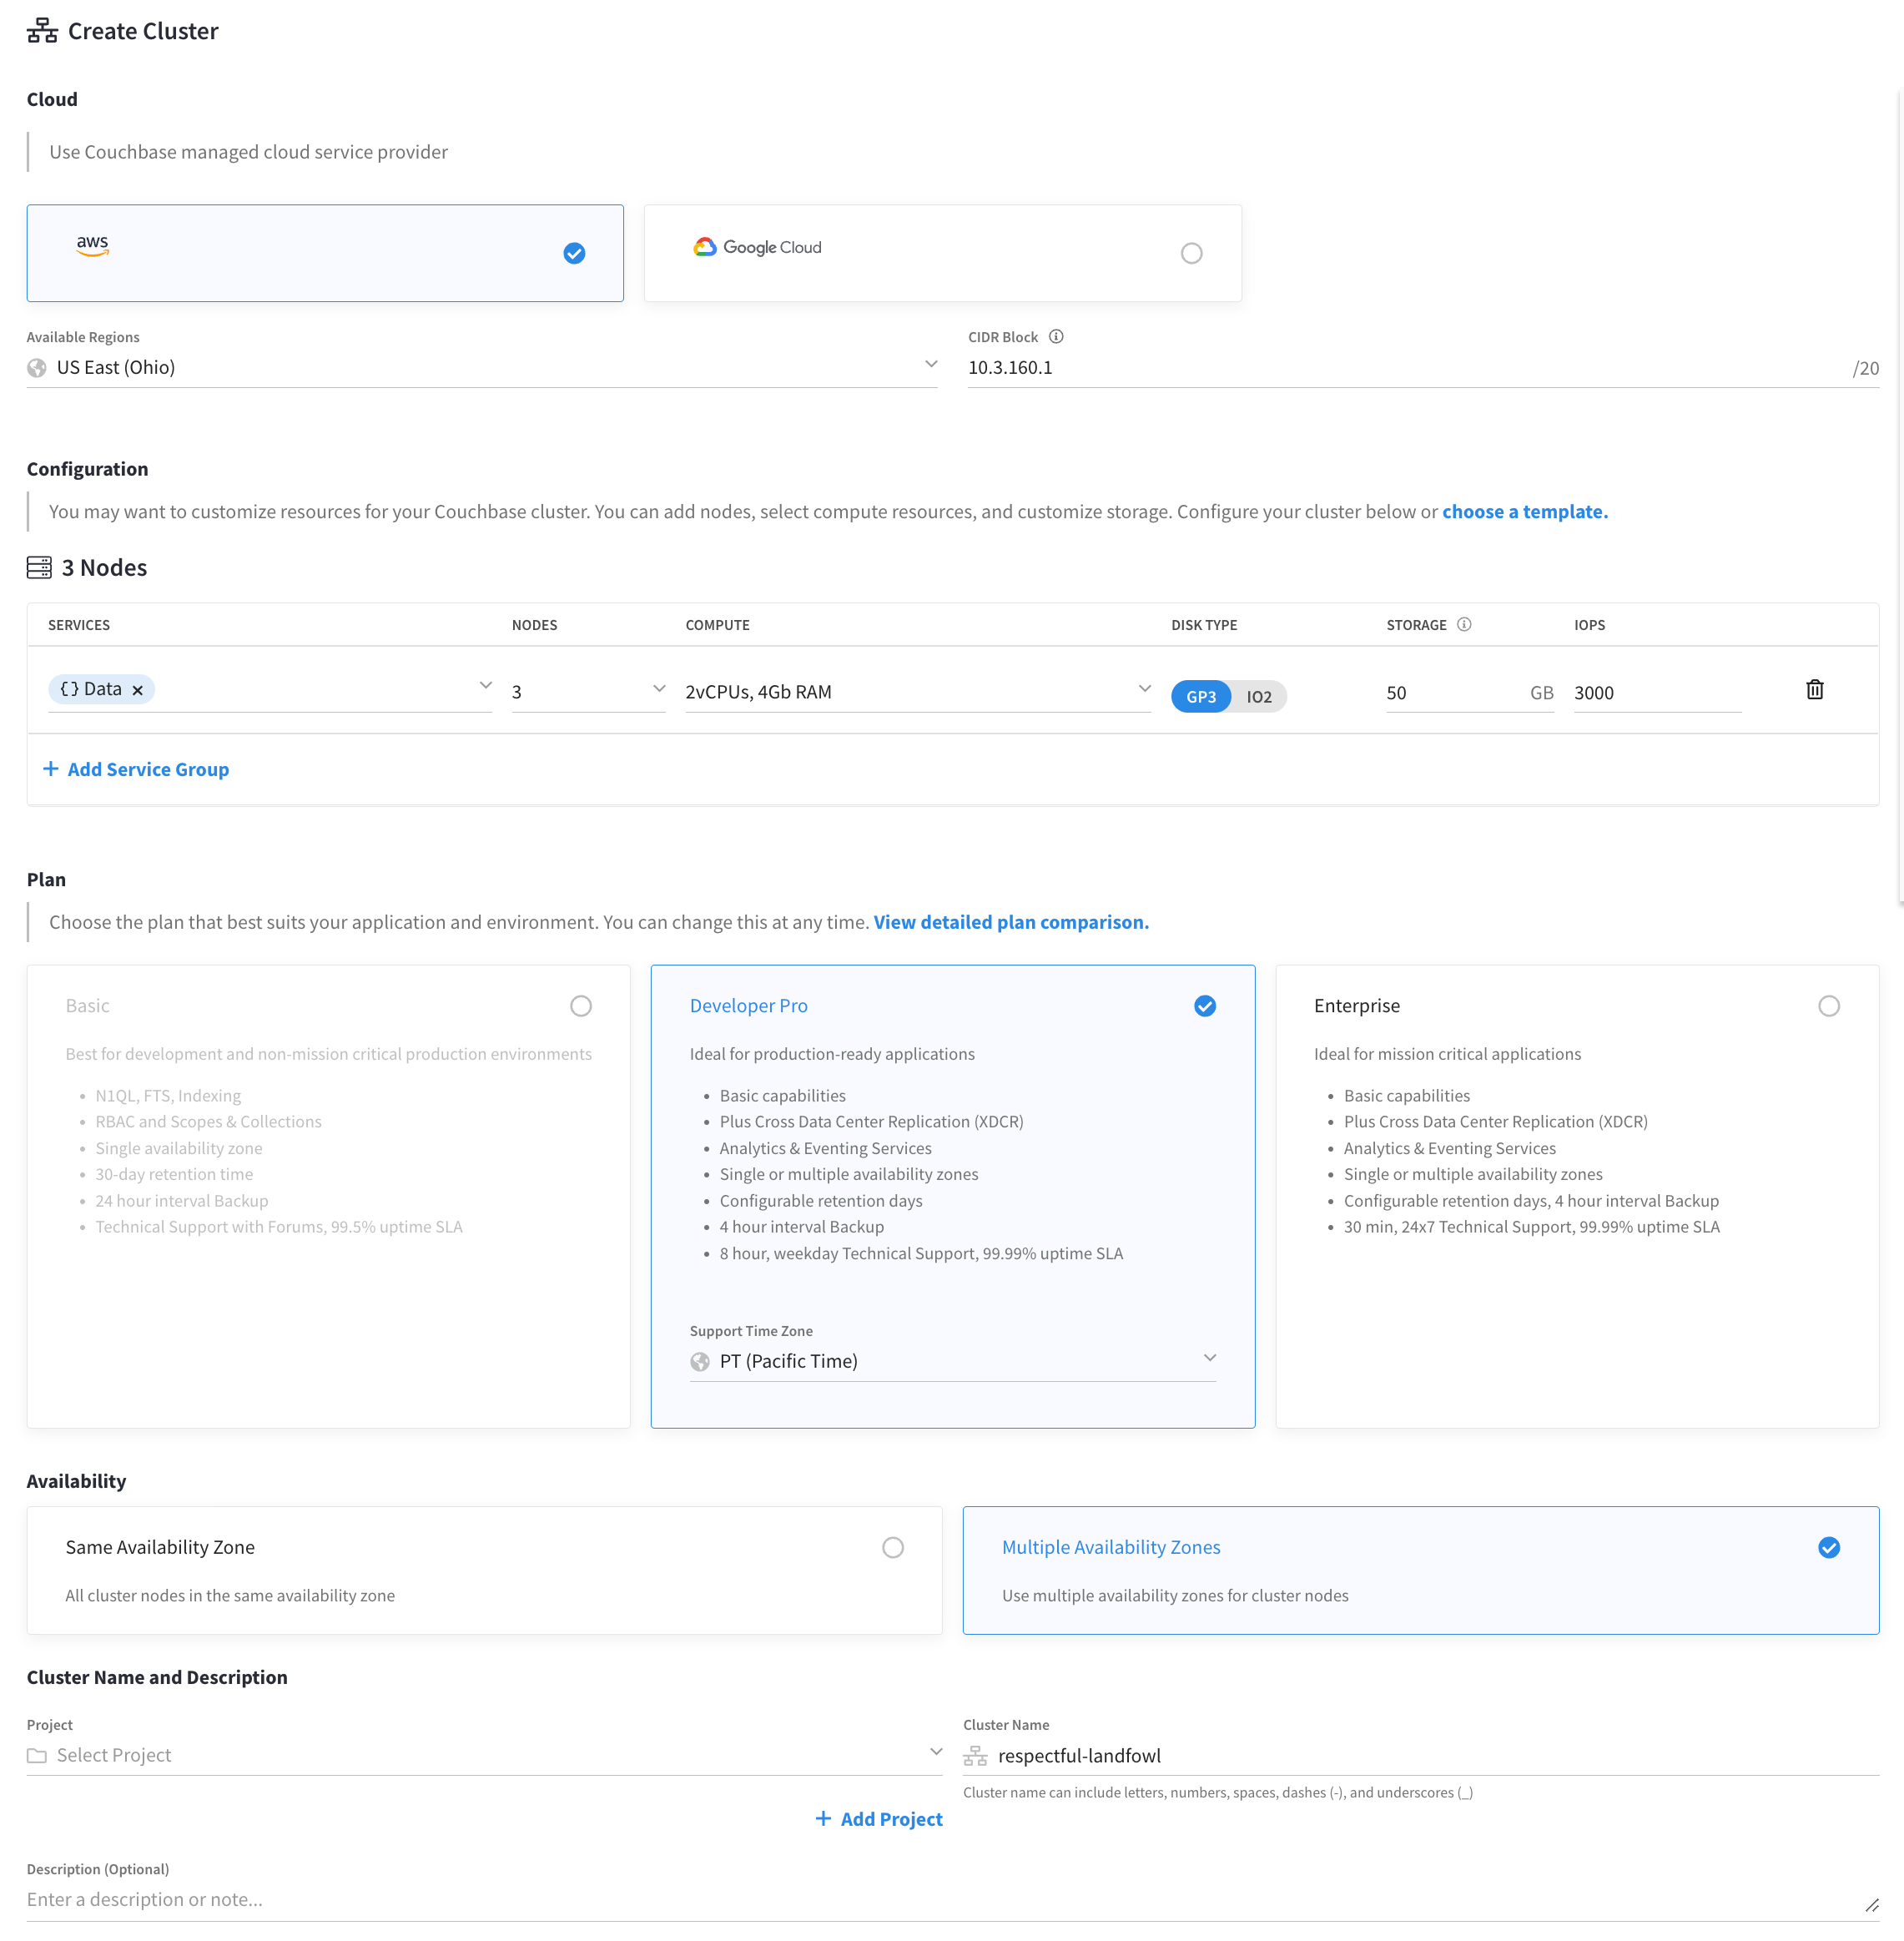 Create Cluster
Cloud
Use Couchbase managed cloud service provider
aws
Google Cloud
Available Regions
CIDR Block
US East (Ohio)
10.3.160.1
/20
Configuration
You may want to customize resources for your Couchbase cluster. You can add nodes, select compute resources, and customize storage. Configure your cluster below or choose a template.
3 Nodes
SERVICES NODES COMPUTE DISK TYPE STORAGE IOPS
{} Data × 3 2vCPUs, 4Gb RAM GP3 IO2 50 GB 3000
+ Add Service Group
Plan
Choose the plan that best suits your application and environment. You can change this at any time. View detailed plan comparison.
Basic
Best for development and non-mission critical production environments
• N1QL, FTS, Indexing
• RBAC and Scopes & Collections
• Single availability zone
• 30-day retention time
• 24 hour interval Backup
• Technical Support with Forums, 99.5% uptime SLA
Developer Pro
Ideal for production-ready applications
• Basic capabilities
• Plus Cross Data Center Replication (XDCR)
• Analytics & Eventing Services
• Single or multiple availability zones
• Configurable retention days
• 4 hour interval Backup
• 8 hour, weekday Technical Support, 99.99% uptime SLA
Support Time Zone
PT (Pacific Time)
Enterprise
Ideal for mission critical applications
• Basic capabilities
• Plus Cross Data Center Replication (XDCR)
• Analytics & Eventing Services
• Single or multiple availability zones
• Configurable retention days, 4 hour interval Backup
• 30 min, 24x7 Technical Support, 99.99% uptime SLA
Availability
Same Availability Zone
All cluster nodes in the same availability zone
Multiple Availability Zones
Use multiple availability zones for cluster nodes
Cluster Name and Description
Project
Select Project
+ Add Project
Cluster Name
respectful-landfowl
Cluster name can include letters, numbers, spaces, dashes (-), and underscores (_)
Description (Optional)
Enter a description or note...